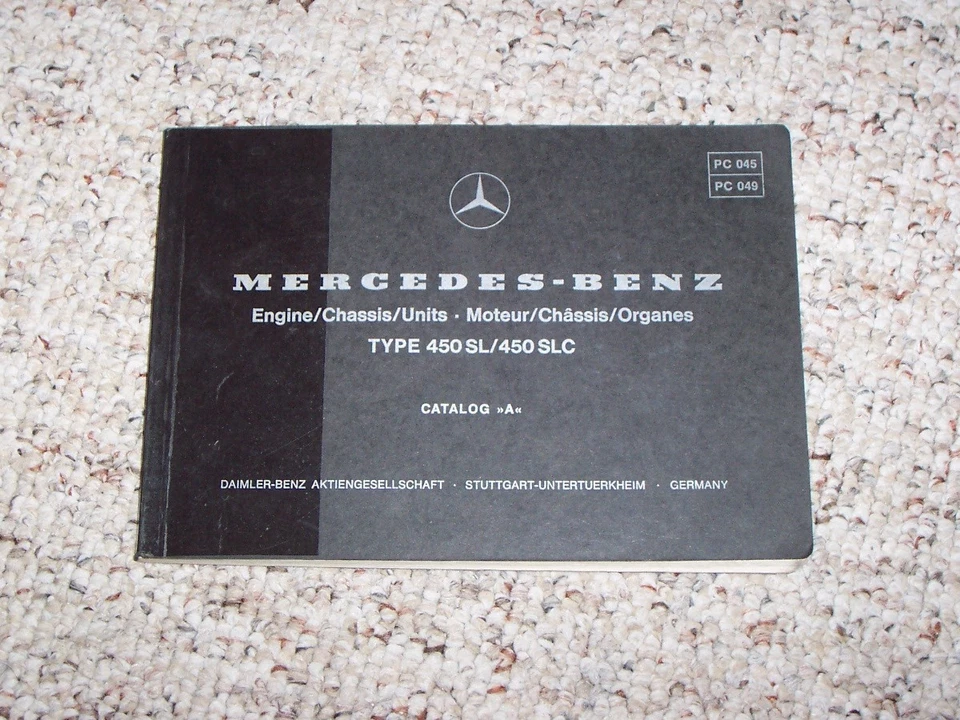 PC 045
PC 049
MERCEDES-BENZ
Engine/Chassis/Units · Moteur/Châssis/Organes
TYPE 450 SL/450 SLC
CATALOG »A«
DAIMLER-BENZ AKTIENGESELLSCHAFT · STUTTGART-UNTERTUERKHEIM · GERMANY